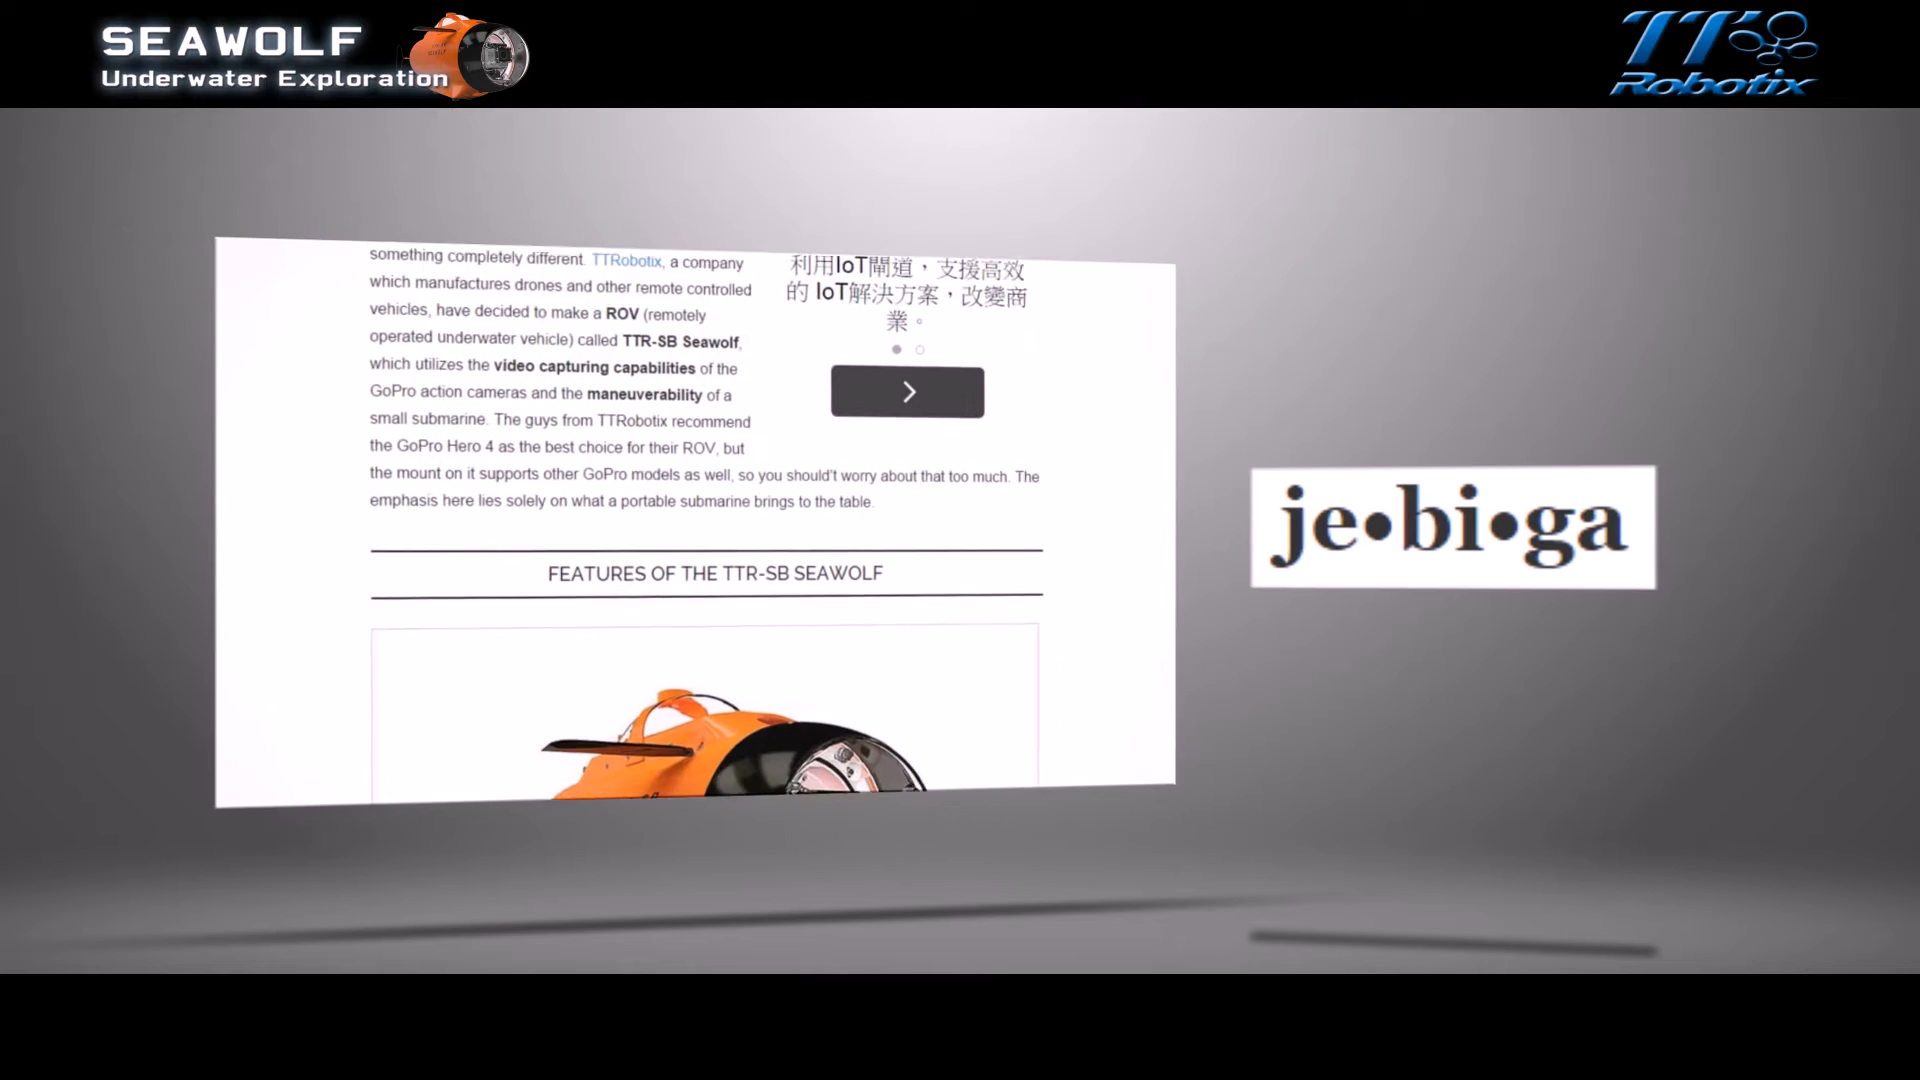 SEAWOLF
Underwater Exploration
TT
Robotix
something completely different. TTRobotix, a company
which manufactures drones and other remote controlled
vehicles, have decided to make a ROV (remotely
operated underwater vehicle) called TTR-SB Seawolf,
which utilizes the video capturing capabilities of the
GoPro action cameras and the maneuverability of a
small submarine. The guys from TTRobotix recommend
the GoPro Hero 4 as the best choice for their ROV, but
the mount on it supports other GoPro models as well, so you should't worry about that too much. The
emphasis here lies solely on what a portable submarine brings to the table.
利用IoT閘道，支援高效
的 IoT解決方案，改變商
業。
FEATURES OF THE TTR-SB SEAWOLF
je•bi•ga